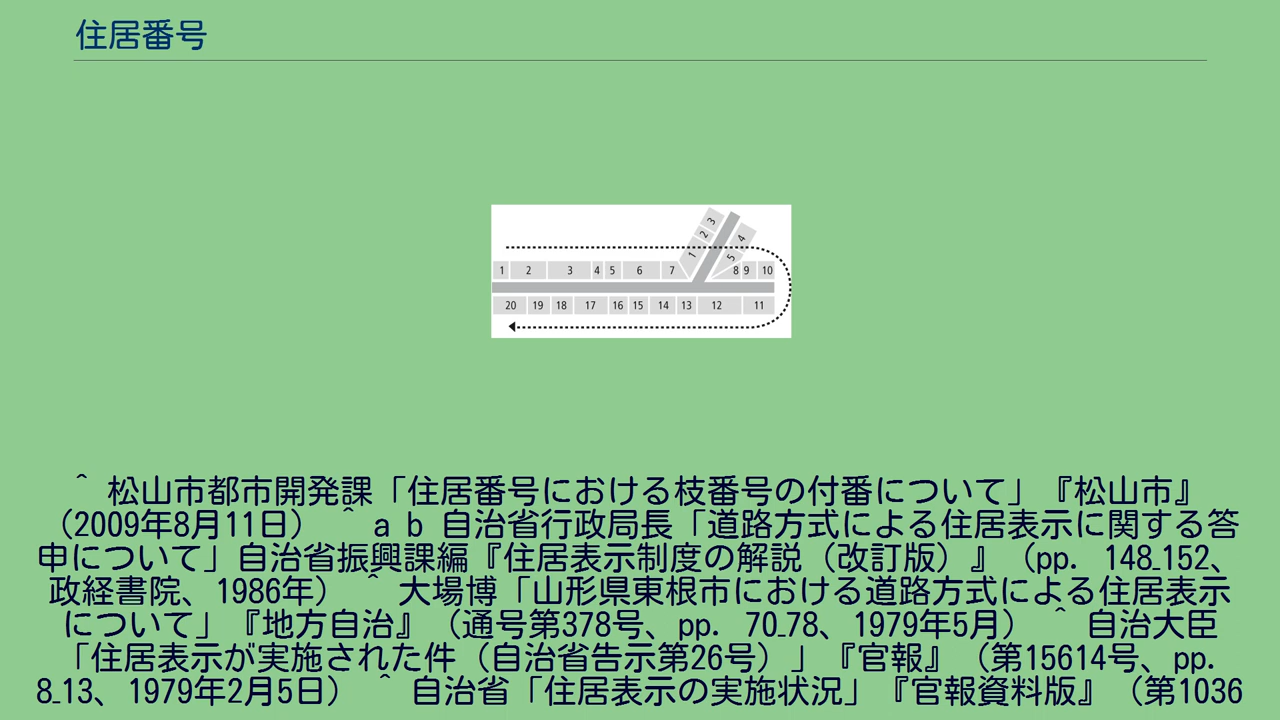 住居番号
1 2 3 4 5 6 7 8 9 10
1 2 3
4 5
20 19 18 17 16 15 14 13 12 11
^ 松山市都市開発課「住居番号における枝番号の付番について」『松山市』
（2009年8月11日） ^ a b 自治省行政局長「道路方式による住居表示に関する答
申について」自治省振興課編『住居表示制度の解説（改訂版）』（pp. 148-152、
政経書院、1986年） ^ 大場博「山形県東根市における道路方式による住居表示
について」『地方自治』（通号第378号、pp. 70-78、1979年5月） ^ 自治大臣
「住居表示が実施された件（自治省告示第26号）」『官報』（第15614号、pp.
8-13、1979年2月5日） ^ 自治省「住居表示の実施状況」『官報資料版』（第1036